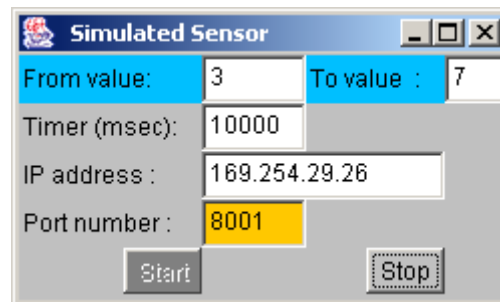 Simulated Sensor
From value: 3 To value : 7
Timer (msec): 10000
IP address : 169.254.29.26
Port number : 8001
Start Stop